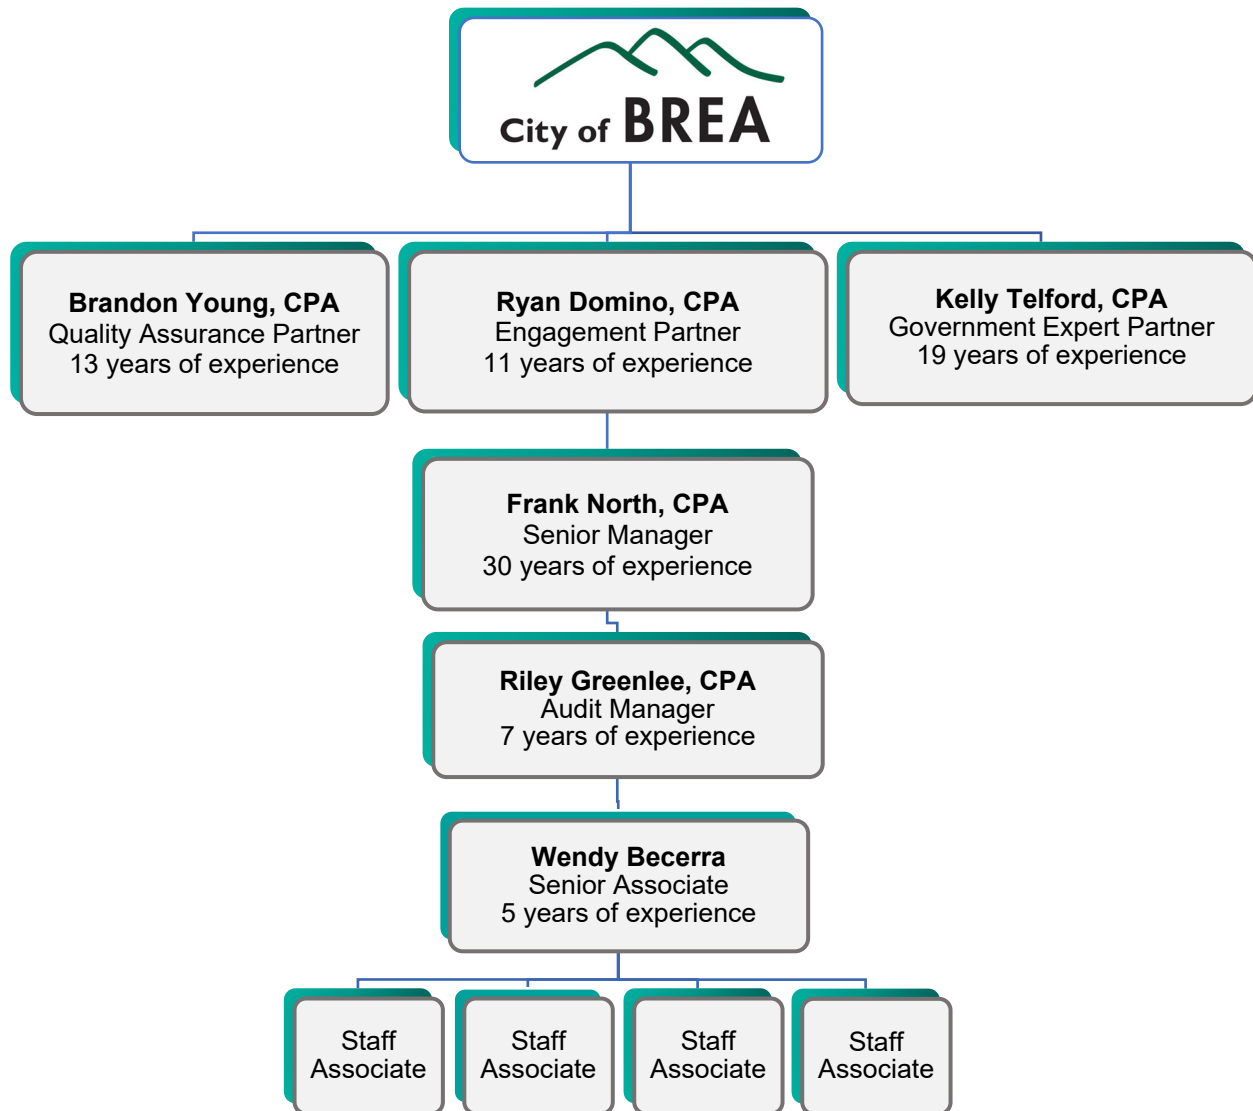 City of BREA
Brandon Young, CPA
Quality Assurance Partner
13 years of experience
Ryan Domino, CPA
Engagement Partner
11 years of experience
Kelly Telford, CPA
Government Expert Partner
19 years of experience
Frank North, CPA
Senior Manager
30 years of experience
Riley Greenlee, CPA
Audit Manager
7 years of experience
Wendy Becerra
Senior Associate
5 years of experience
Staff
Associate
Staff
Associate
Staff
Associate
Staff
Associate